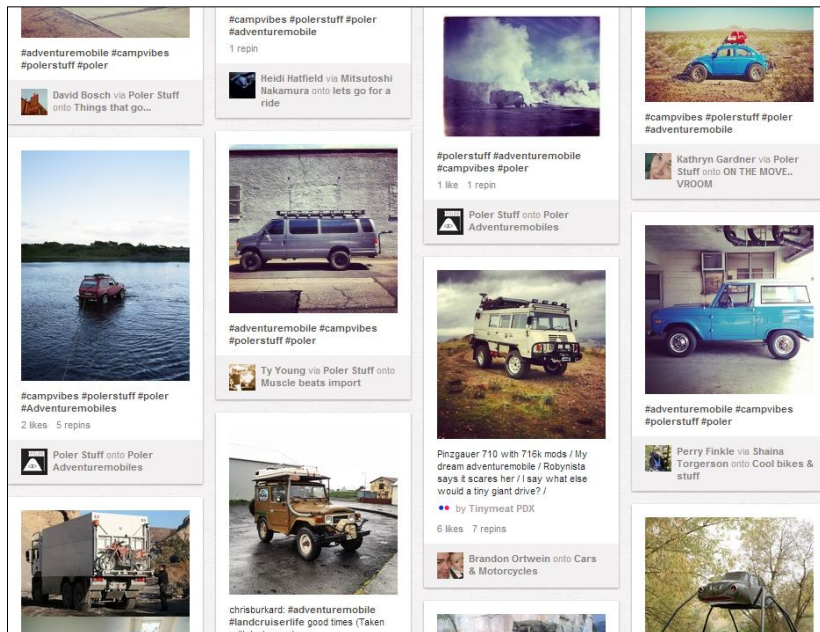 #adventuremobile #campvibes
#polerstuff #poler
David Bosch via Poler Stuff
onto Things that go...
#campvibes #polerstuff #poler
#Adventuremobiles
2 likes 5 repins
Poler Stuff onto Poler
Adventuremobiles
#campvibes #polerstuff #poler
#adventuremobile
1 repin
Heidi Hatfield via Mitsutoshi
Nakamura onto lets go for a
ride
#adventuremobile #campvibes
#polerstuff #poler
Ty Young via Poler Stuff onto
Muscle beats import
chrisburkard: #adventuremobile
#landcruiserlife good times (Taken
#polerstuff #adventuremobile
#campvibes #poler
1 like 1 repin
Poler Stuff onto Poler
Adventuremobiles
Pinzgauer 710 with 716k mods / My
dream adventuremobile / Robynista
says it scares her / I say what else
would a tiny giant drive? /
by Tinymeat PDX
6 likes 7 repins
Brandon Ortwein onto Cars
& Motorcycles
#campvibes #polerstuff #poler
#adventuremobile
Kathryn Gardner via Poler
Stuff onto ON THE MOVE..
VROOM
#adventuremobile #campvibes
#polerstuff #poler
Perry Finkle via Shaina
Torgerson onto Cool bikes &
stuff